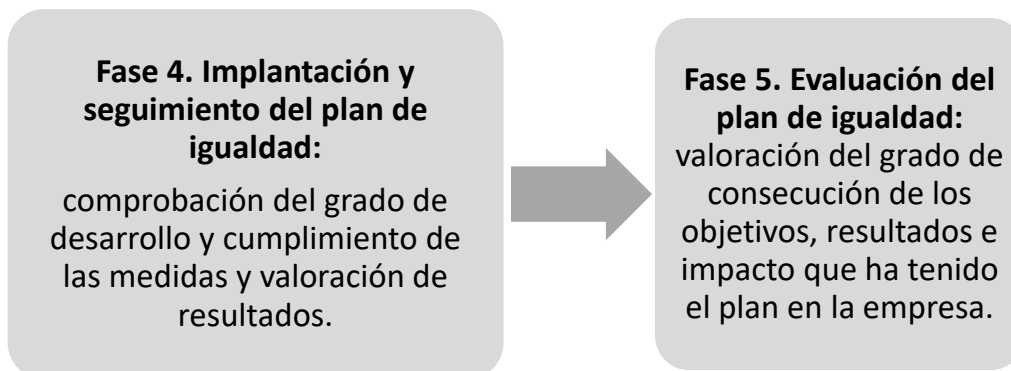 Fase 4. Implantación y
seguimiento del plan de
igualdad:
comprobación del grado de
desarrollo y cumplimiento de
las medidas y valoración de
resultados.
Fase 5. Evaluación del
plan de igualdad:
valoración del grado de
consecución de los
objetivos, resultados e
impacto que ha tenido
el plan en la empresa.